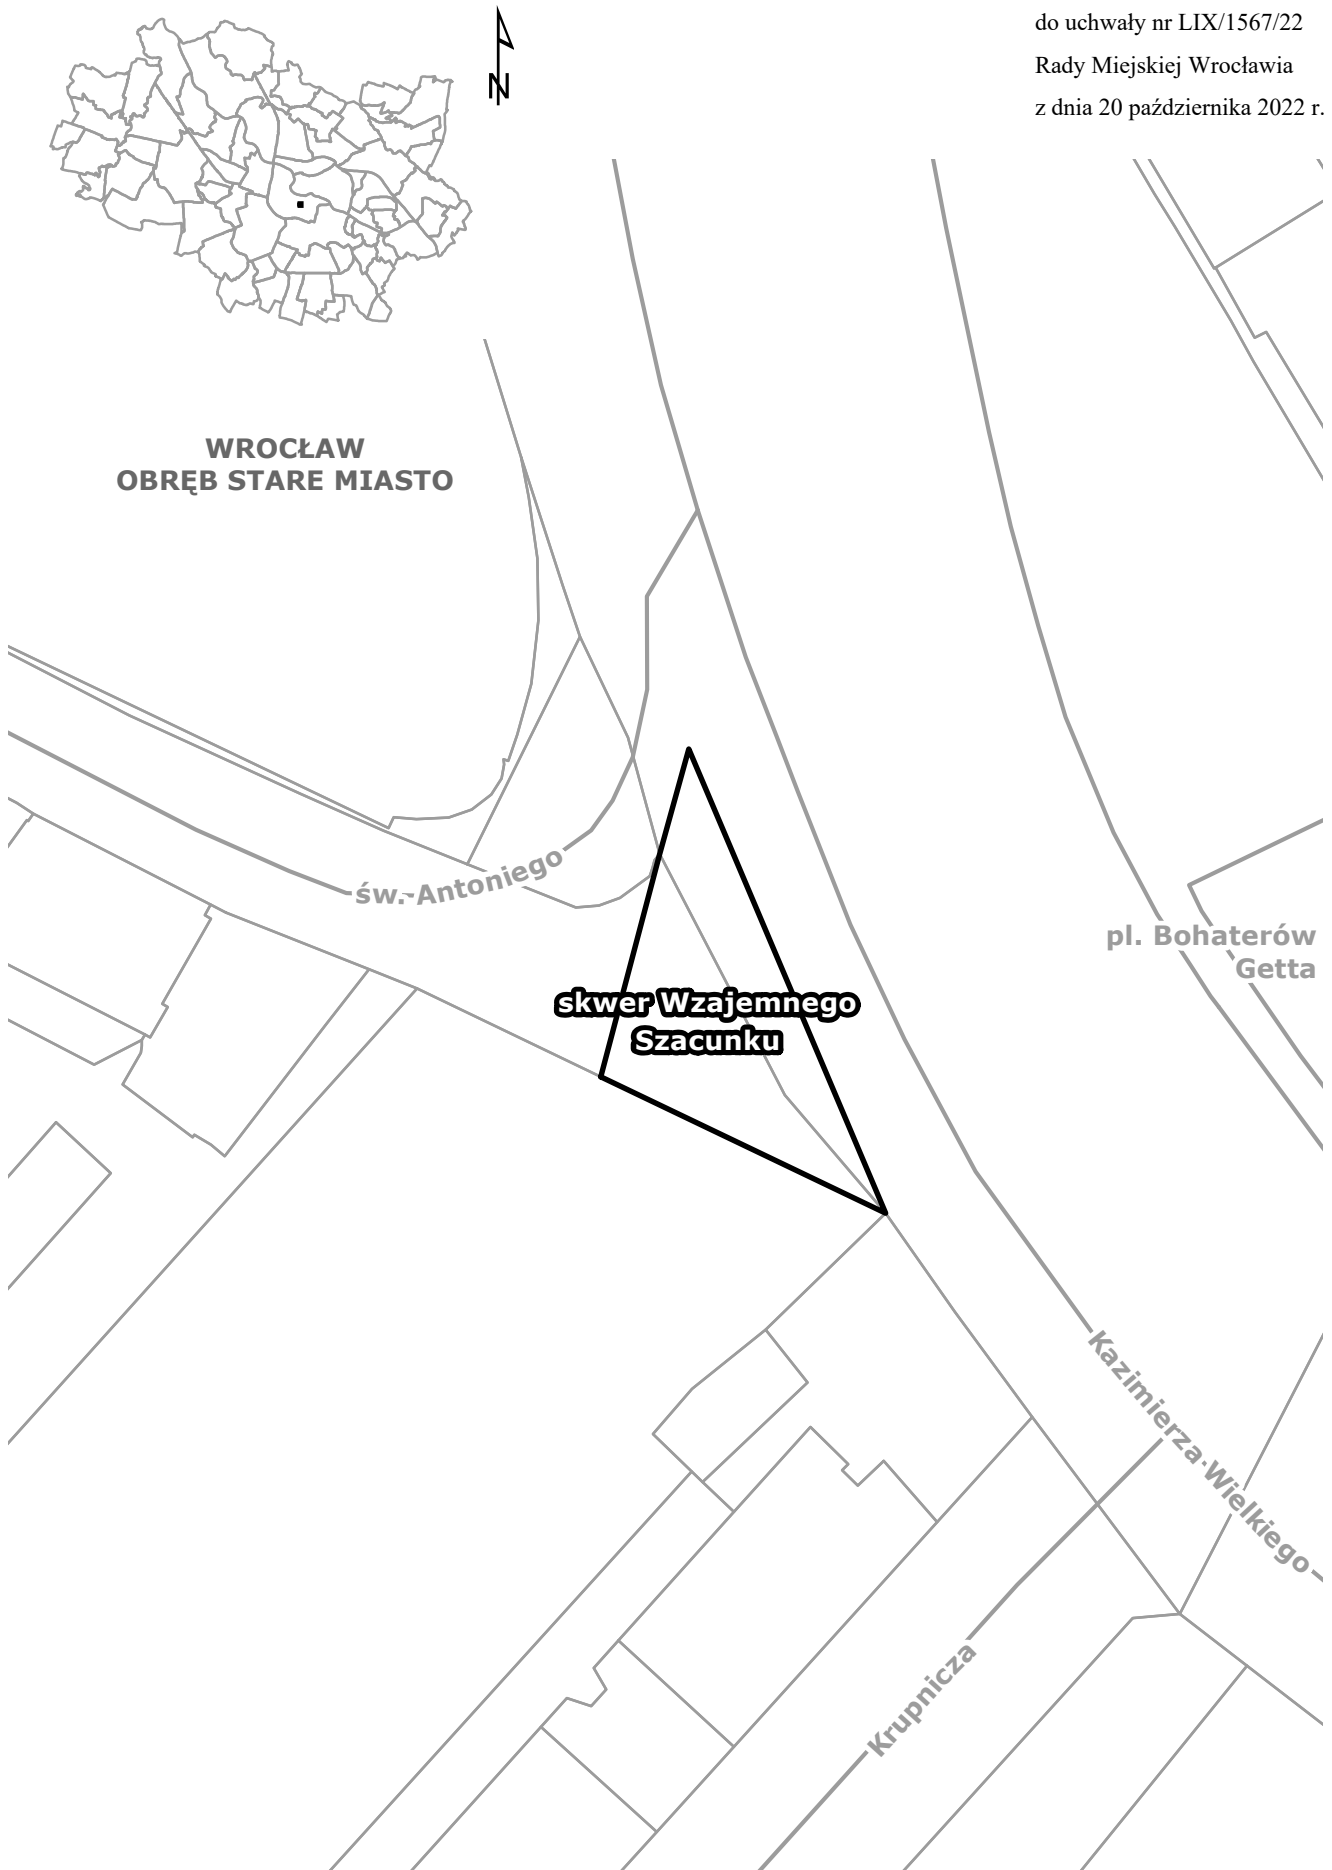 do uchwały nr LIX/1567/22
Rady Miejskiej Wrocławia
z dnia 20 października 2022 r.
N
WROCŁAW
OBRĘB STARE MIASTO
św. Antoniego
pl. Bohaterów
Getta
skwer Wzajemnego
Szacunku
Kazimierza Wielkiego
Krupnicza